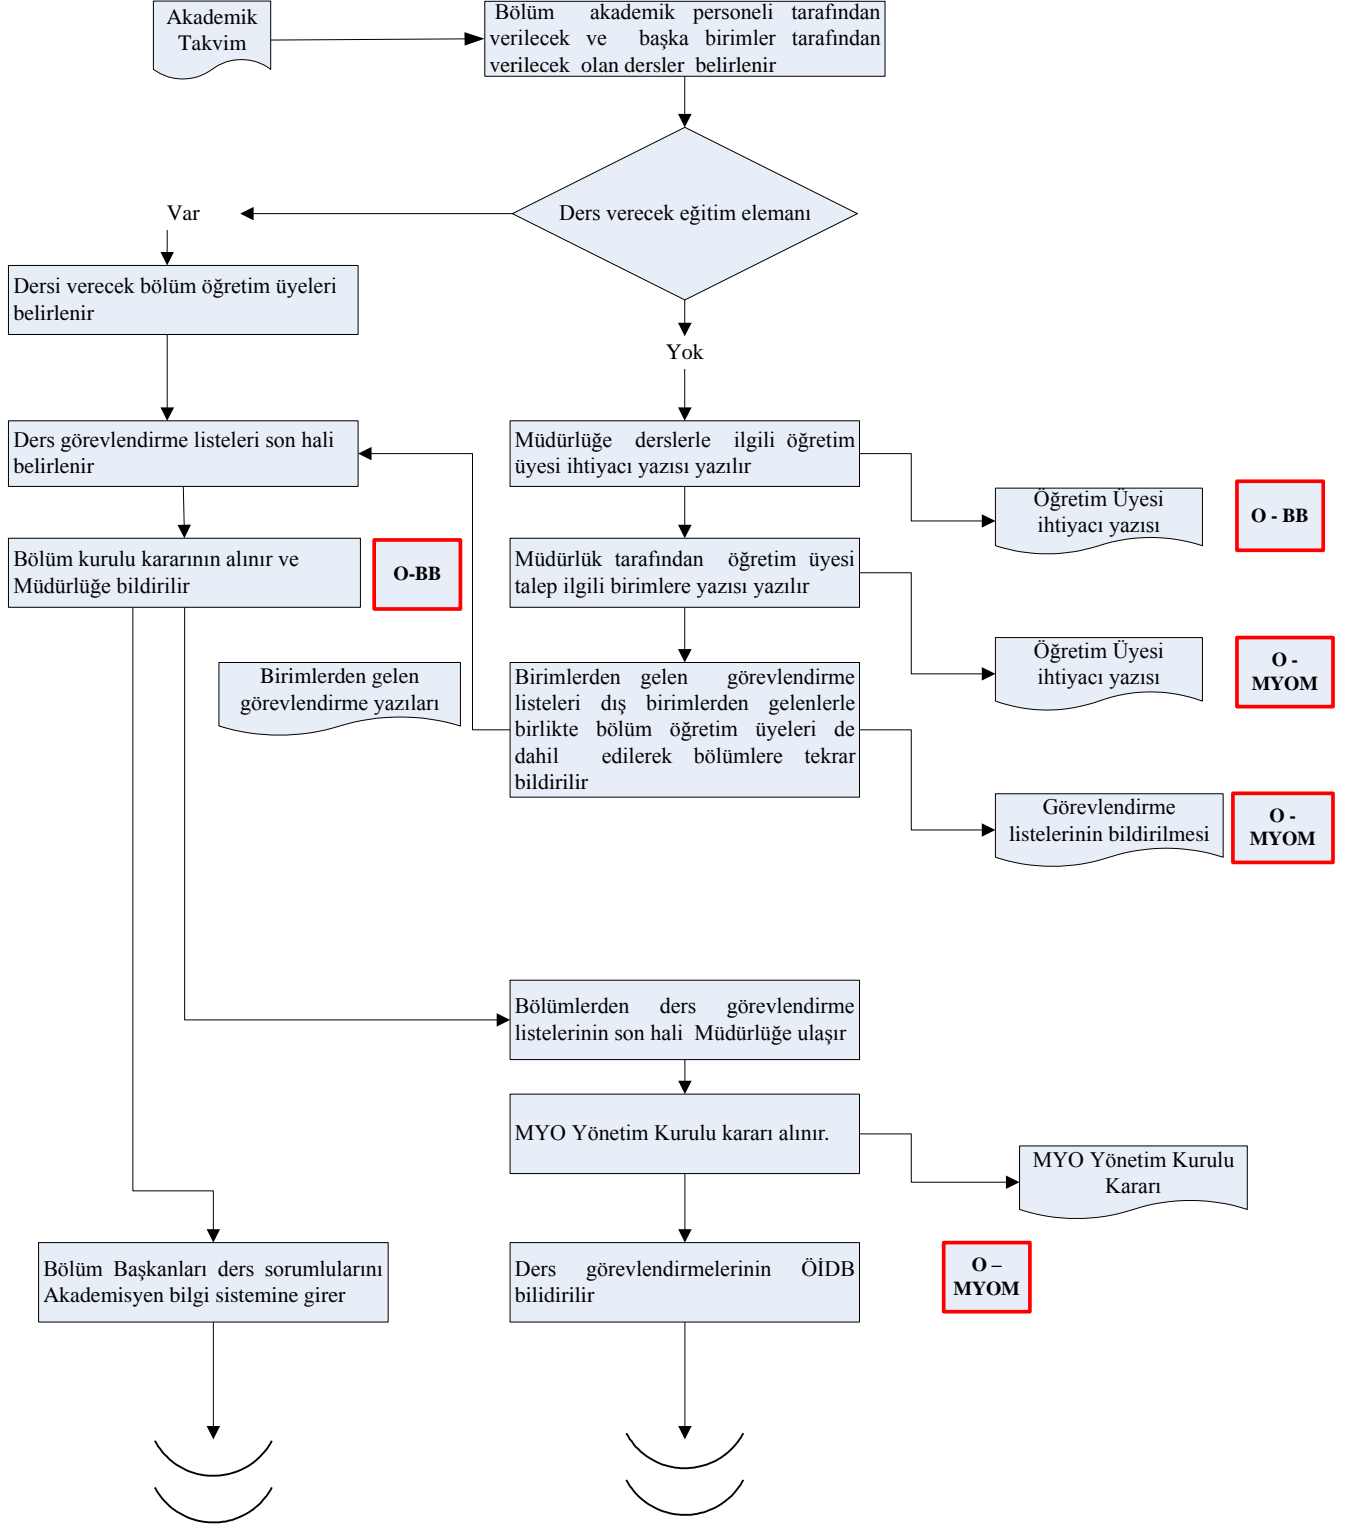 Akademik
Takvim
Bölüm akademik personeli tarafından
verilecek ve başka birimler tarafından
verilecek olan dersler belirlenir
Ders verecek eğitim elemanı
Var
Dersi verecek bölüm öğretim üyeleri
belirlenir
Yok
Ders görevlendirme listeleri son hali
belirlenir
Müdürlüğe derslerle ilgili öğretim
üyesi ihtiyacı yazısı yazılır
Öğretim Üyesi
ihtiyacı yazısı
O - BB
Bölüm kurulu kararının alınır ve
Müdürlüğe bildirilir
O-BB
Müdürlük tarafından öğretim üyesi
talep ilgili birimlere yazısı yazılır
Öğretim Üyesi
ihtiyacı yazısı
O -
MYOM
Birimlerden gelen
görevlendirme yazıları
Birimlerden gelen görevlendirme
listeleri dış birimlerden gelenlerle
birlikte bölüm öğretim üyeleri de
dahil edilerek bölümlere tekrar
bildirilir
Görevlendirme
listelerinin bildirilmesi
O -
MYOM
Bölümlerden ders görevlendirme
listelerinin son hali Müdürlüğe ulaşır
MYO Yönetim Kurulu kararı alınır.
MYO Yönetim Kurulu
Kararı
Bölüm Başkanları ders sorumlularını
Akademisyen bilgi sistemine girer
Ders görevlendirmelerinin ÖİDB
bilidirilir
O –
MYOM